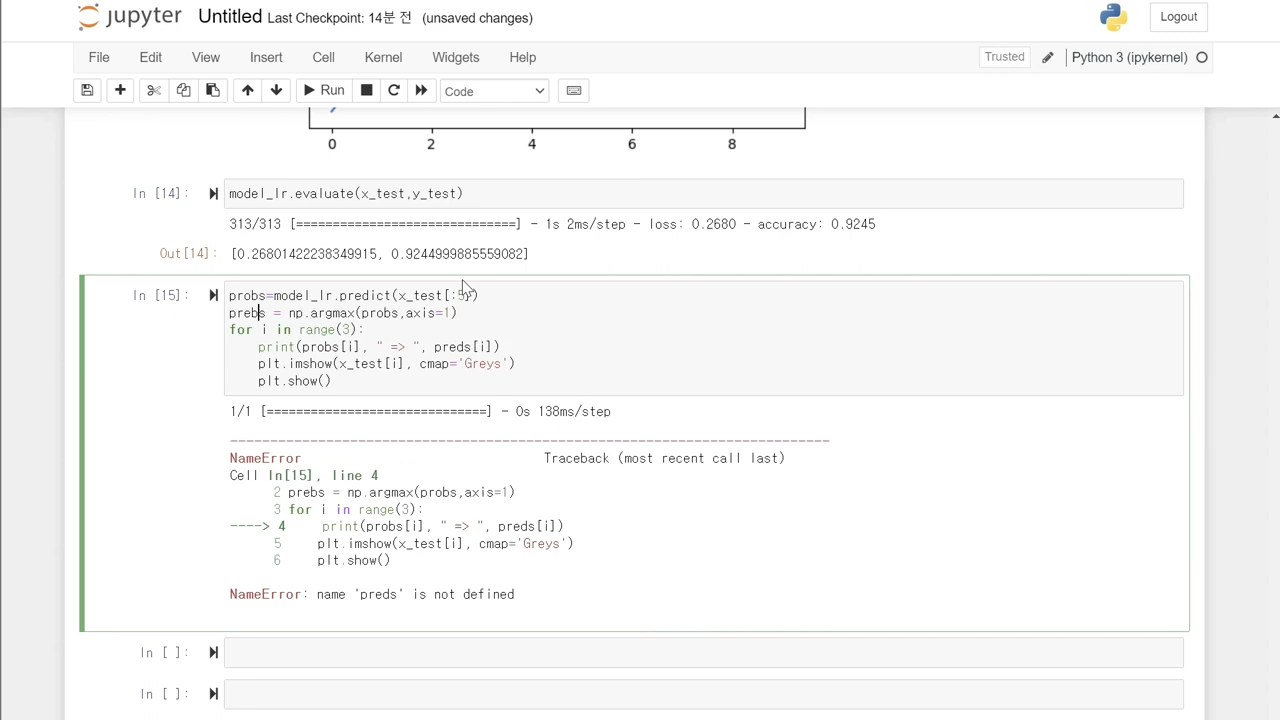 jupyter Untitled Last Checkpoint: 14분 전 (unsaved changes) Logout
File Edit View Insert Cell Kernel Widgets Help Trusted Python 3 (ipykernel)
Run Code
0 2 4 6 8
In [14]: model_lr.evaluate(x_test,y_test)
313/313 [==============================] - 1s 2ms/step - loss: 0.2680 - accuracy: 0.9245
Out[14]: [0.26801422238349915, 0.9244999885559082]
In [15]: probs=model_lr.predict(x_test[:5])
prebs = np.argmax(probs,axis=1)
for i in range(3):
    print(probs[i], " => ", preds[i])
    plt.imshow(x_test[i], cmap='Greys')
    plt.show()
1/1 [==============================] - 0s 138ms/step
---------------------------------------------------------------------------
NameError Traceback (most recent call last)
Cell In[15], line 4
      2 prebs = np.argmax(probs,axis=1)
      3 for i in range(3):
----> 4     print(probs[i], " => ", preds[i])
      5     plt.imshow(x_test[i], cmap='Greys')
      6     plt.show()
NameError: name 'preds' is not defined
In [ ]:
In [ ]: